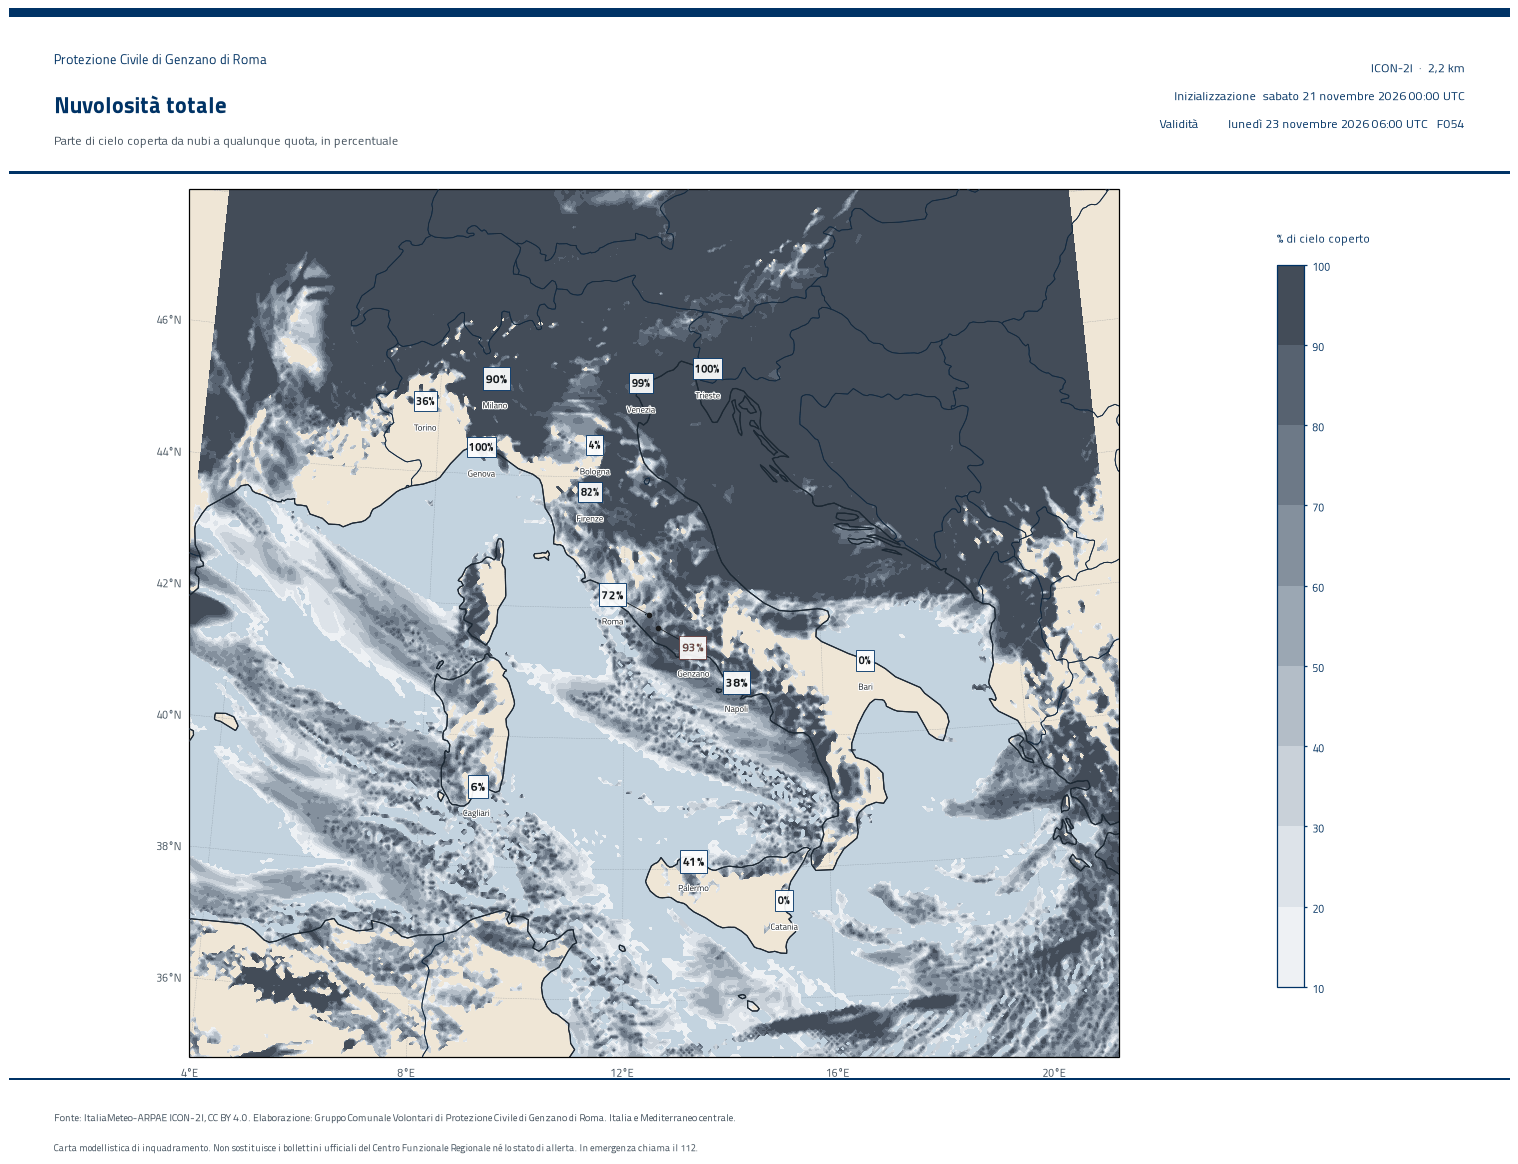 Protezione Civile di Genzano di Roma
Nuvolosità totale
Parte di cielo coperta da nubi a qualunque quota, in percentuale
ICON-2I · 2,2 km
Inizializzazione sabato 21 novembre 2026 00:00 UTC
Validità lunedì 23 novembre 2026 06:00 UTC F054
% di cielo coperto
100
90
80
70
60
50
40
30
20
10
46°N
44°N
42°N
40°N
38°N
36°N
4°E
8°E
12°E
16°E
20°E
36%
Torino
90%
Milano
99%
Venezia
100%
Trieste
100%
Genova
4%
Bologna
82%
Firenze
72%
Roma
93%
Genzano
38%
Napoli
0%
Bari
6%
Cagliari
41%
Palermo
0%
Catania
Fonte: ItaliaMeteo-ARPAE ICON-2I, CC BY 4.0. Elaborazione: Gruppo Comunale Volontari di Protezione Civile di Genzano di Roma. Italia e Mediterraneo centrale.
Carta modellistica di inquadramento. Non sostituisce i bollettini ufficiali del Centro Funzionale Regionale né lo stato di allerta. In emergenza chiama il 112.